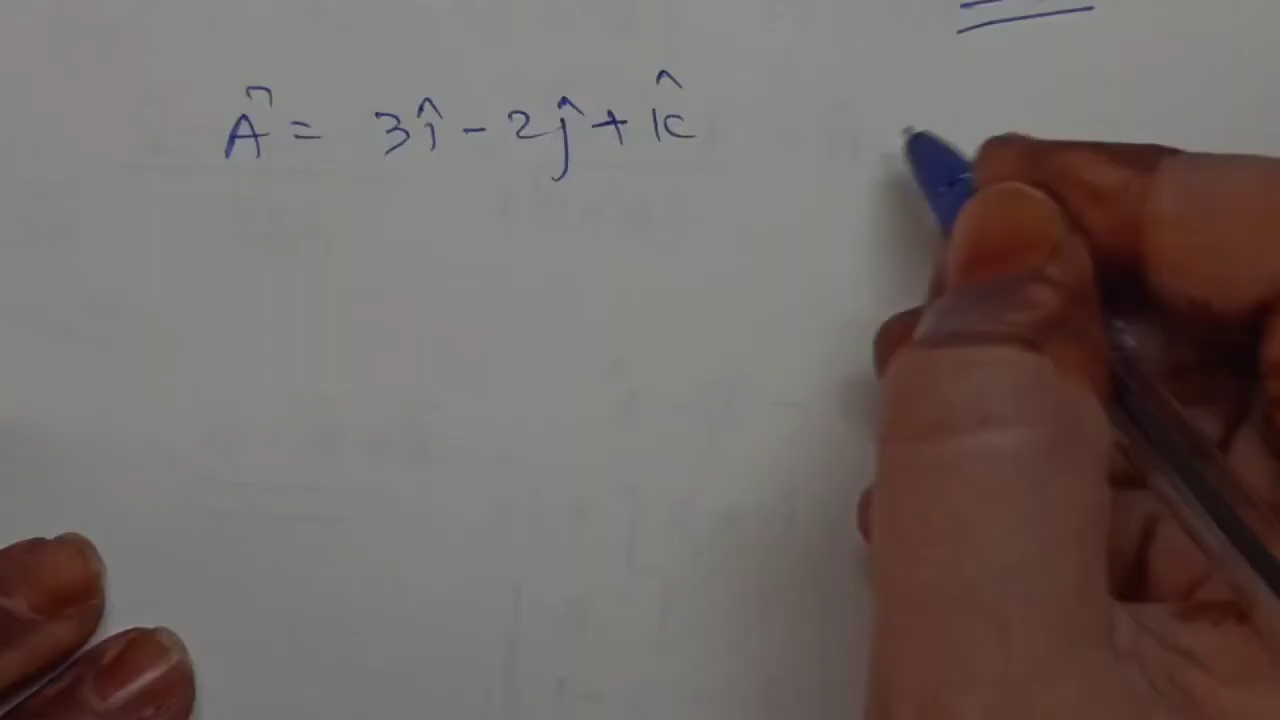 A⃗ = 3î - 2ĵ + k̂